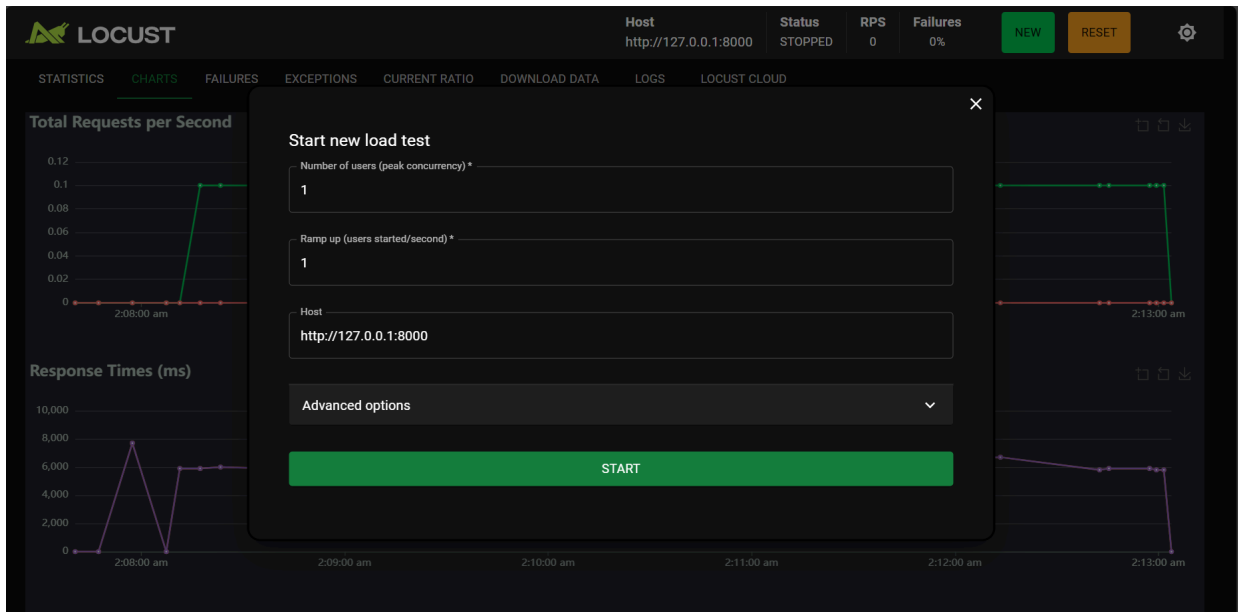 LOCUST
Host
http://127.0.0.1:8000
Status
STOPPED
RPS
0
Failures
0%
NEW
RESET
STATISTICS CHARTS FAILURES EXCEPTIONS CURRENT RATIO DOWNLOAD DATA LOGS LOCUST CLOUD
Total Requests per Second
0.12
0.1
0.08
0.06
0.04
0.02
0
2:08:00 am
2:13:00 am
Start new load test
Number of users (peak concurrency) *
1
Ramp up (users started/second) *
1
Host
http://127.0.0.1:8000
Advanced options
START
Response Times (ms)
10,000
8,000
6,000
4,000
2,000
0
2:08:00 am 2:09:00 am 2:10:00 am 2:11:00 am 2:12:00 am 2:13:00 am